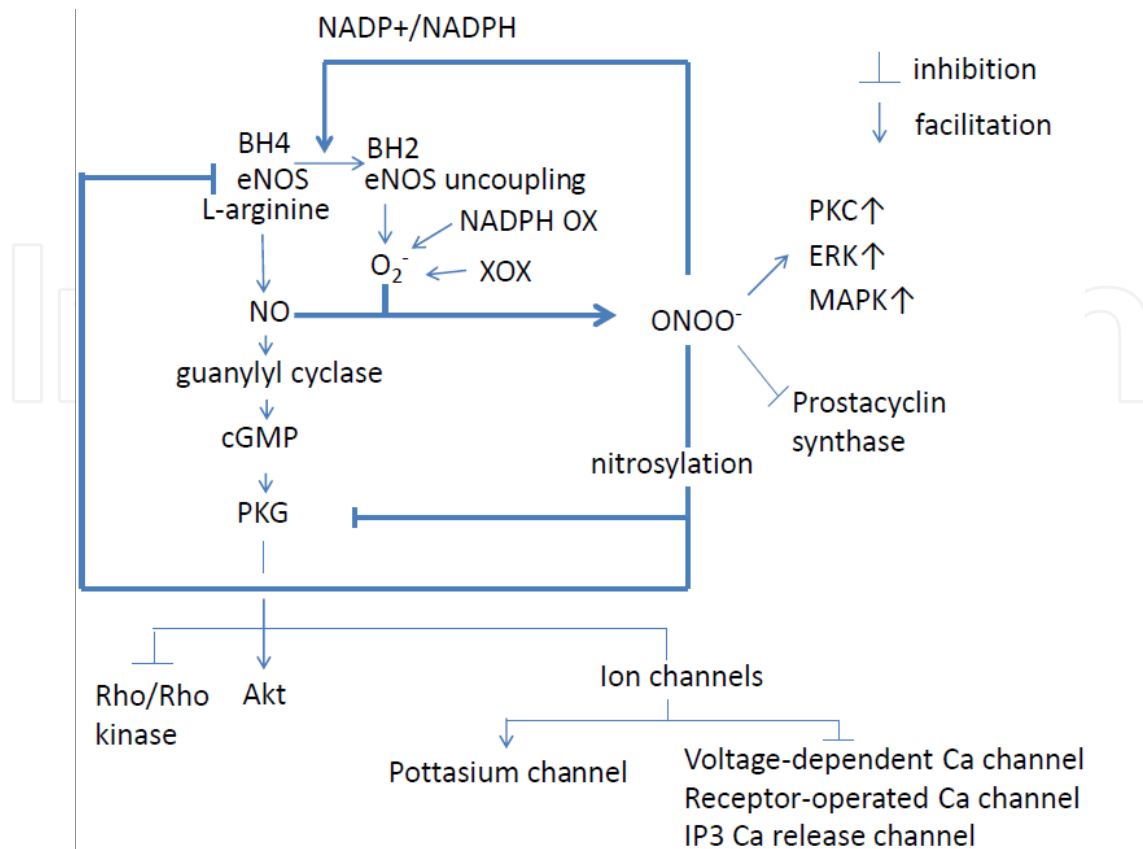 NADP+/NADPH
inhibition
facilitation
BH4
eNOS
L-arginine
BH2
eNOS uncoupling
NADPH OX
O₂⁻
XOX
NO
ONOO⁻
PKC↑
ERK↑
MAPK↑
guanylyl cyclase
Prostacyclin
synthase
cGMP
nitrosylation
PKG
Rho/Rho
kinase
Akt
Ion channels
Pottasium channel
Voltage-dependent Ca channel
Receptor-operated Ca channel
IP3 Ca release channel